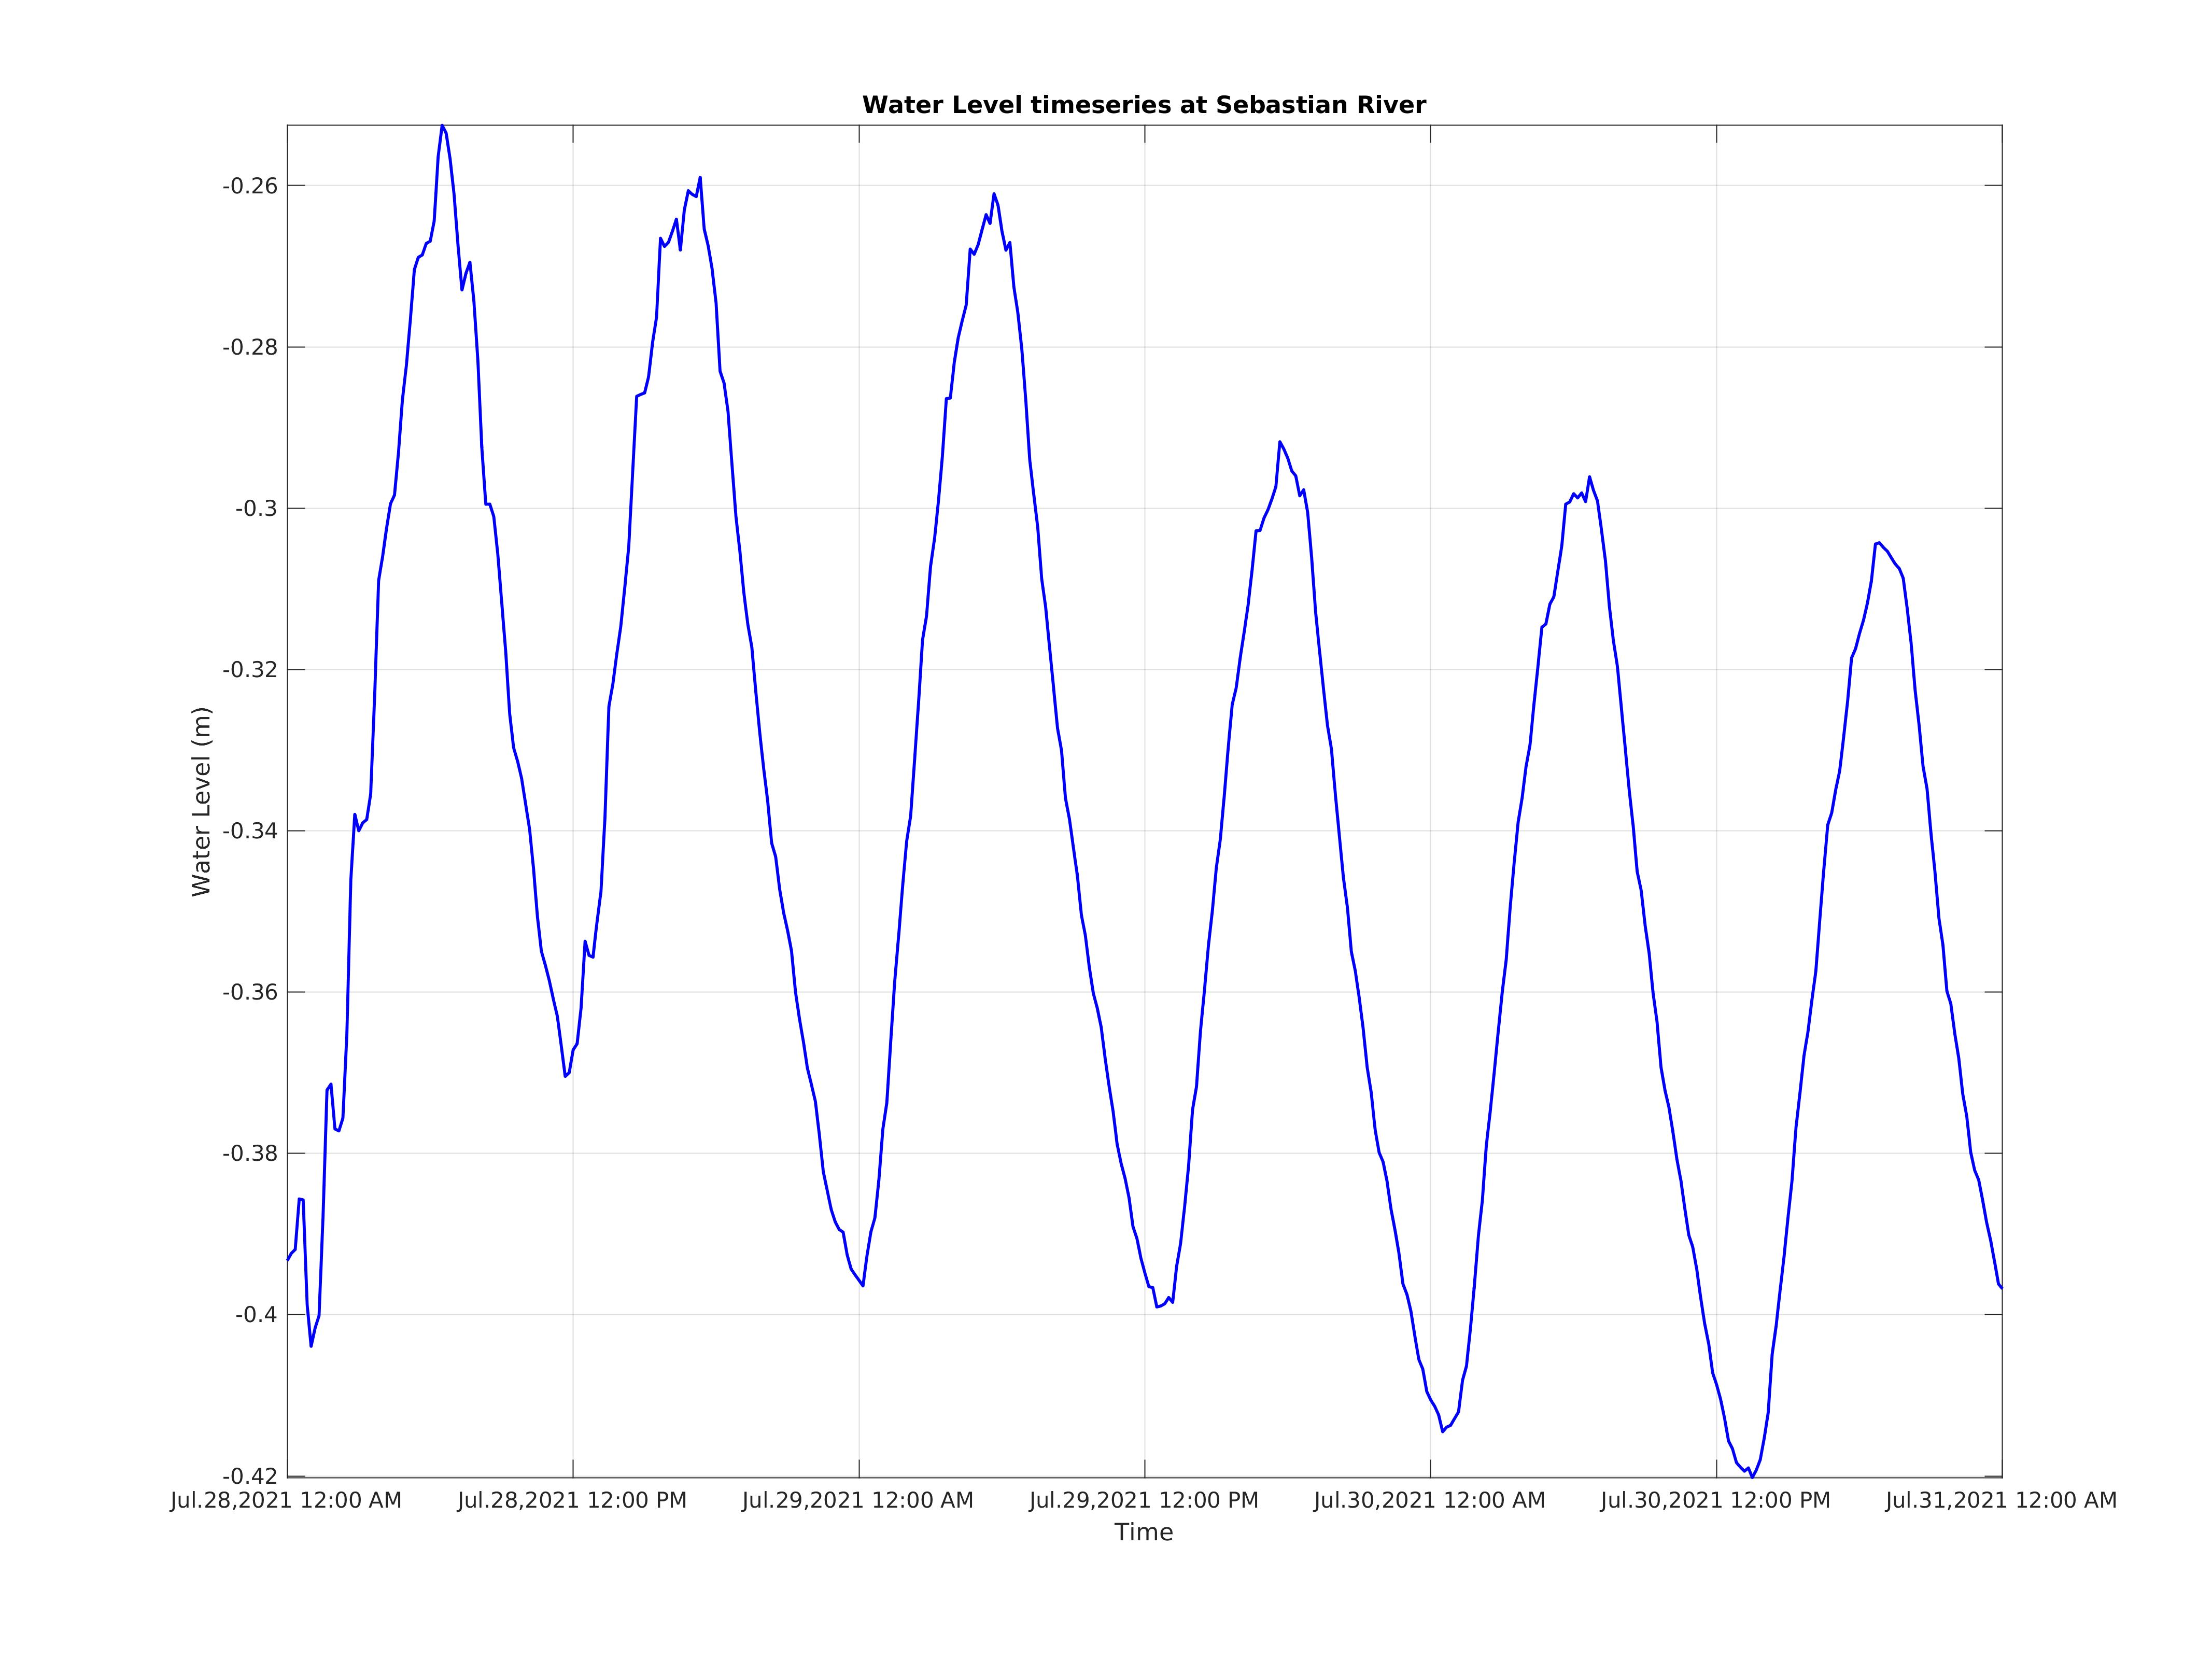 Water Level timeseries at Sebastian River
-0.26
-0.28
-0.3
-0.32
-0.34
-0.36
-0.38
-0.4
-0.42
Water Level (m)
Jul.28,2021 12:00 AM
Jul.28,2021 12:00 PM
Jul.29,2021 12:00 AM
Jul.29,2021 12:00 PM
Jul.30,2021 12:00 AM
Jul.30,2021 12:00 PM
Jul.31,2021 12:00 AM
Time